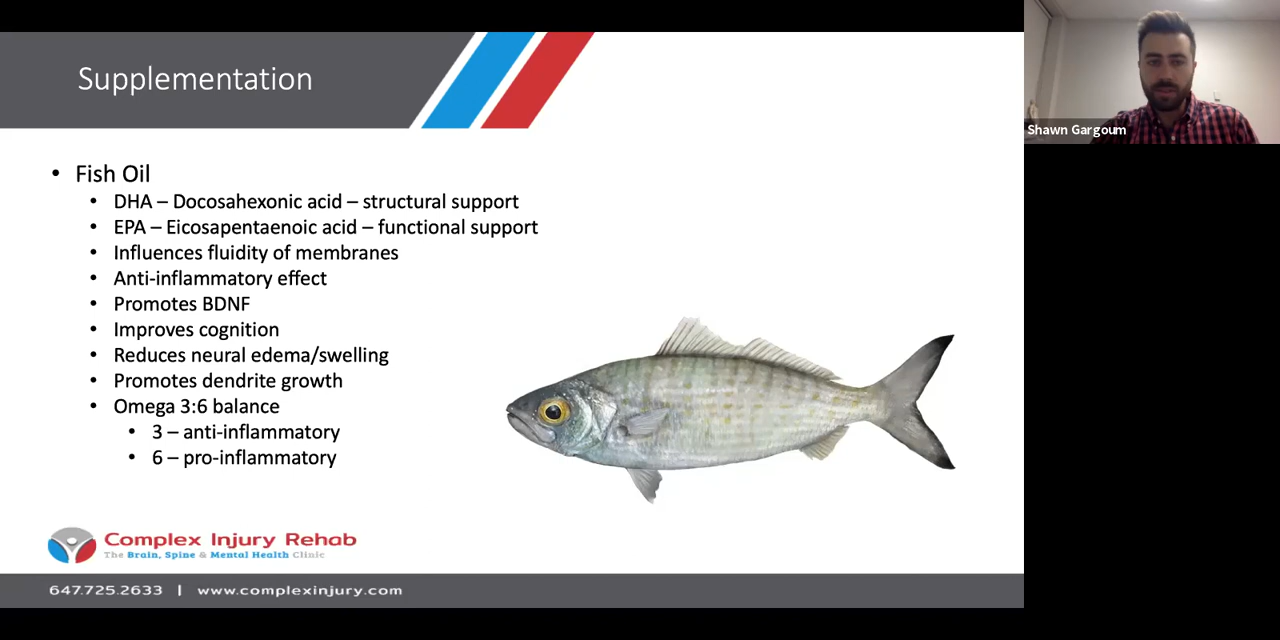 Supplementation
Shawn Gargoum
• Fish Oil
• DHA – Docosahexonic acid – structural support
• EPA – Eicosapentaenoic acid – functional support
• Influences fluidity of membranes
• Anti-inflammatory effect
• Promotes BDNF
• Improves cognition
• Reduces neural edema/swelling
• Promotes dendrite growth
• Omega 3:6 balance
• 3 – anti-inflammatory
• 6 – pro-inflammatory
Complex Injury Rehab
The Brain, Spine & Mental Health Clinic
647.725.2633 | www.complexinjury.com